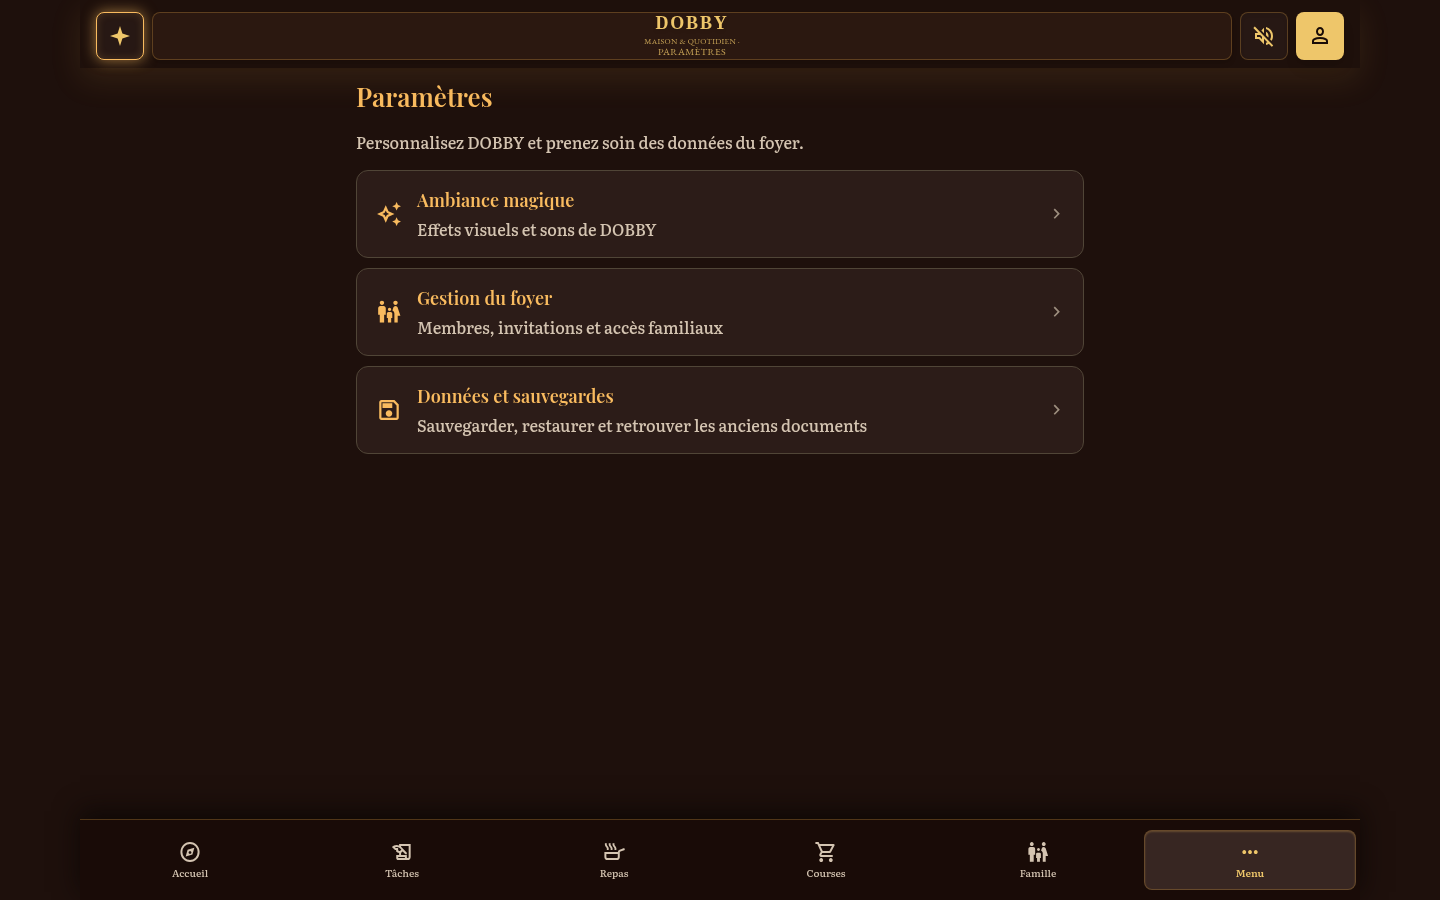 DOBBY
MAISON & QUOTIDIEN ·
PARAMÈTRES
Paramètres
Personnalisez DOBBY et prenez soin des données du foyer.
Ambiance magique
Effets visuels et sons de DOBBY
Gestion du foyer
Membres, invitations et accès familiaux
Données et sauvegardes
Sauvegarder, restaurer et retrouver les anciens documents
Accueil
Tâches
Repas
Courses
Famille
Menu